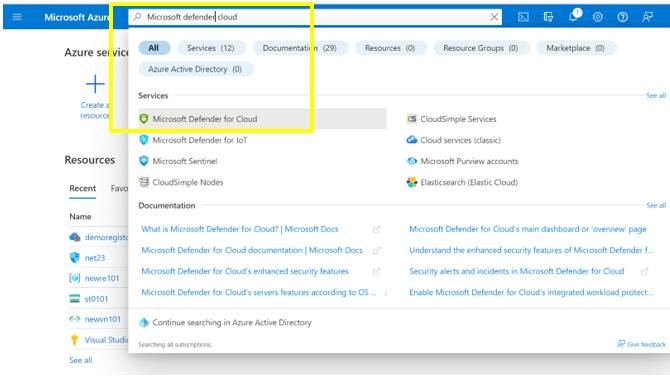 Microsoft Azure
Microsoft defender cloud
1
All Services (12) Documentation (29) Resources (0) Resource Groups (0) Marketplace (0)
Azure Active Directory (0)
Azure service
Create a
resource
Services
See all
Microsoft Defender for Cloud
CloudSimple Services
Microsoft Defender for IoT
Cloud services (classic)
Microsoft Sentinel
Microsoft Purview accounts
CloudSimple Nodes
Elasticsearch (Elastic Cloud)
Documentation
See all
What is Microsoft Defender for Cloud? | Microsoft Docs
Microsoft Defender for Cloud's main dashboard or 'overview' page
Microsoft Defender for Cloud documentation | Microsoft Docs
Understand the enhanced security features of Microsoft Defender f...
Microsoft Defender for Cloud's enhanced security features
Security alerts and incidents in Microsoft Defender for Cloud
Microsoft Defender for Cloud's servers features according to OS ...
Enable Microsoft Defender for Cloud's integrated workload protect...
Continue searching in Azure Active Directory
Searching all subscriptions.
Give feedback
Resources
Recent Favo
Name
demoregistr
net23
newre101
st0101
newvn101
Visual Studio
See all